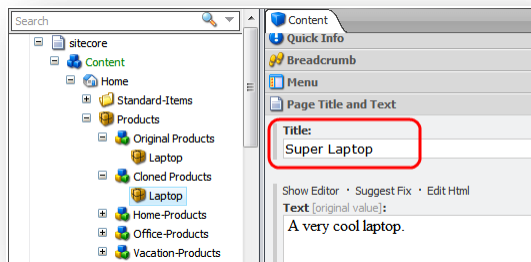 Search
sitecore
Content
Home
Standard-Items
Products
Original Products
Laptop
Cloned Products
Laptop
Home-Products
Office-Products
Vacation-Products
Content
Quick Info
Breadcrumb
Menu
Page Title and Text
Title:
Super Laptop
Show Editor · Suggest Fix · Edit Html
Text [original value]:
A very cool laptop.